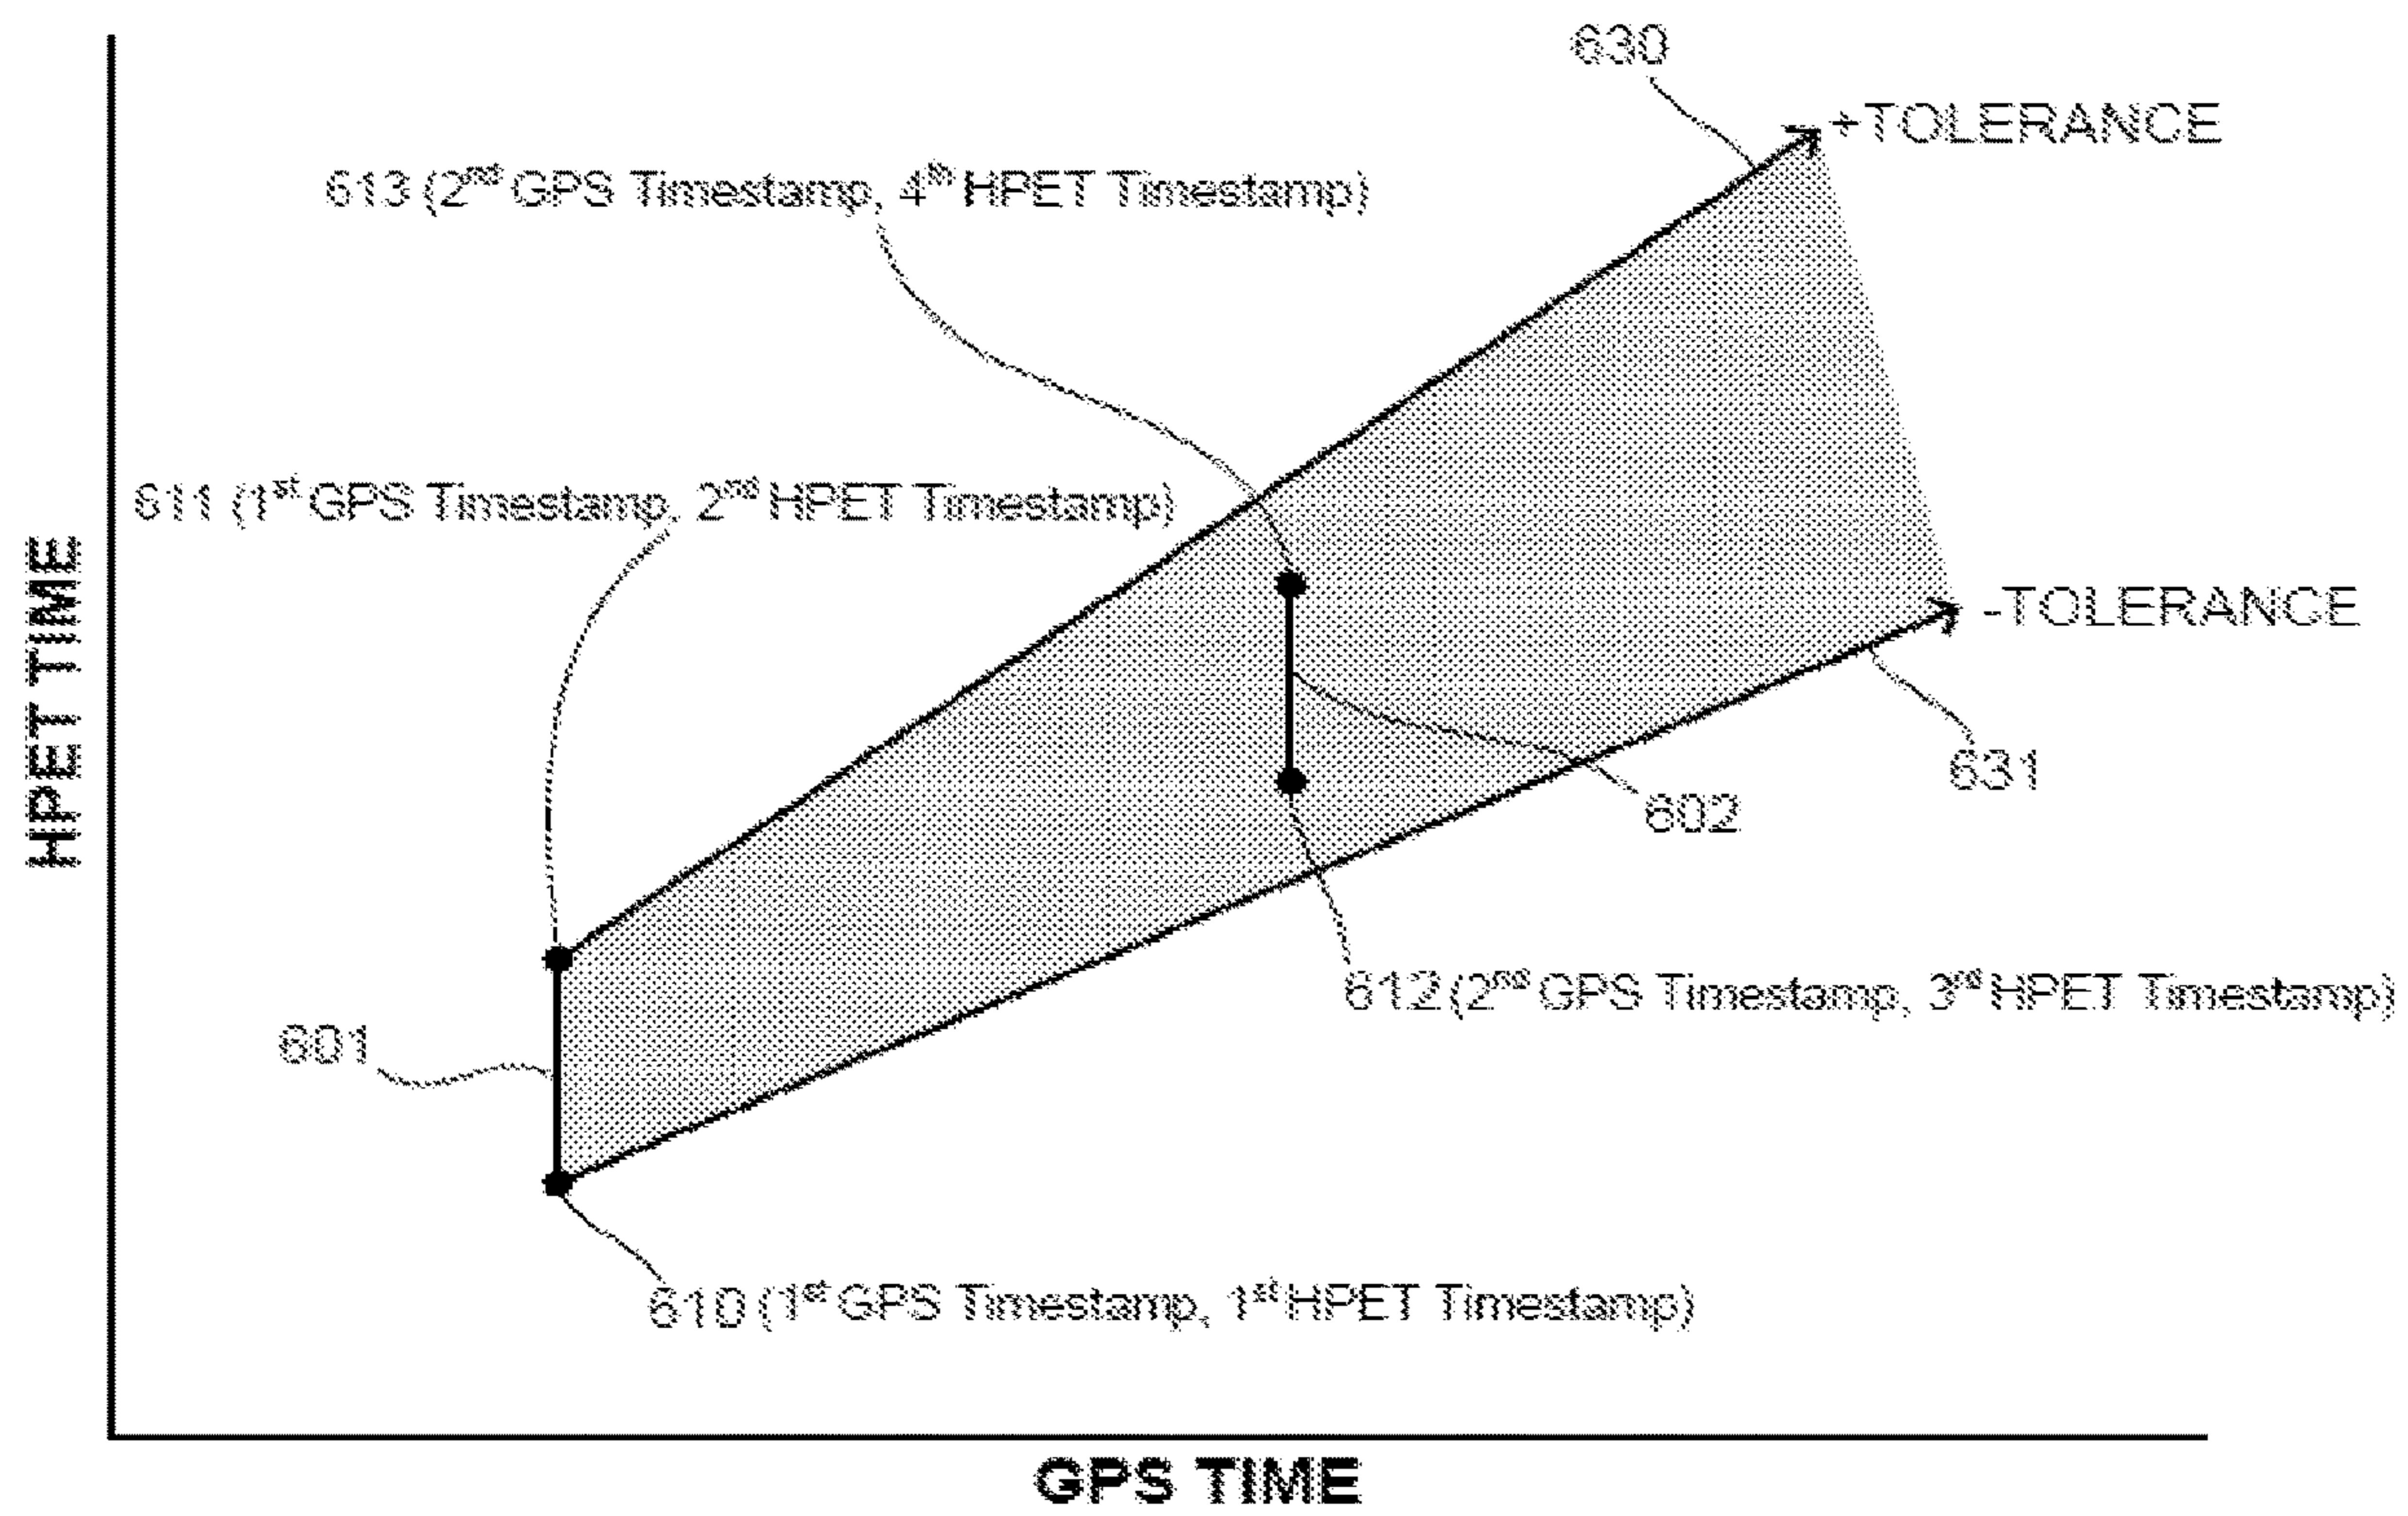 630
+TOLERANCE
613 (2nd GPS Timestamp, 4th HPET Timestamp)
611 (1st GPS Timestamp, 2nd HPET Timestamp)
HPET TIME
-TOLERANCE
631
602
612 (2nd GPS Timestamp, 3rd HPET Timestamp)
601
610 (1st GPS Timestamp, 1st HPET Timestamp)
GPS TIME